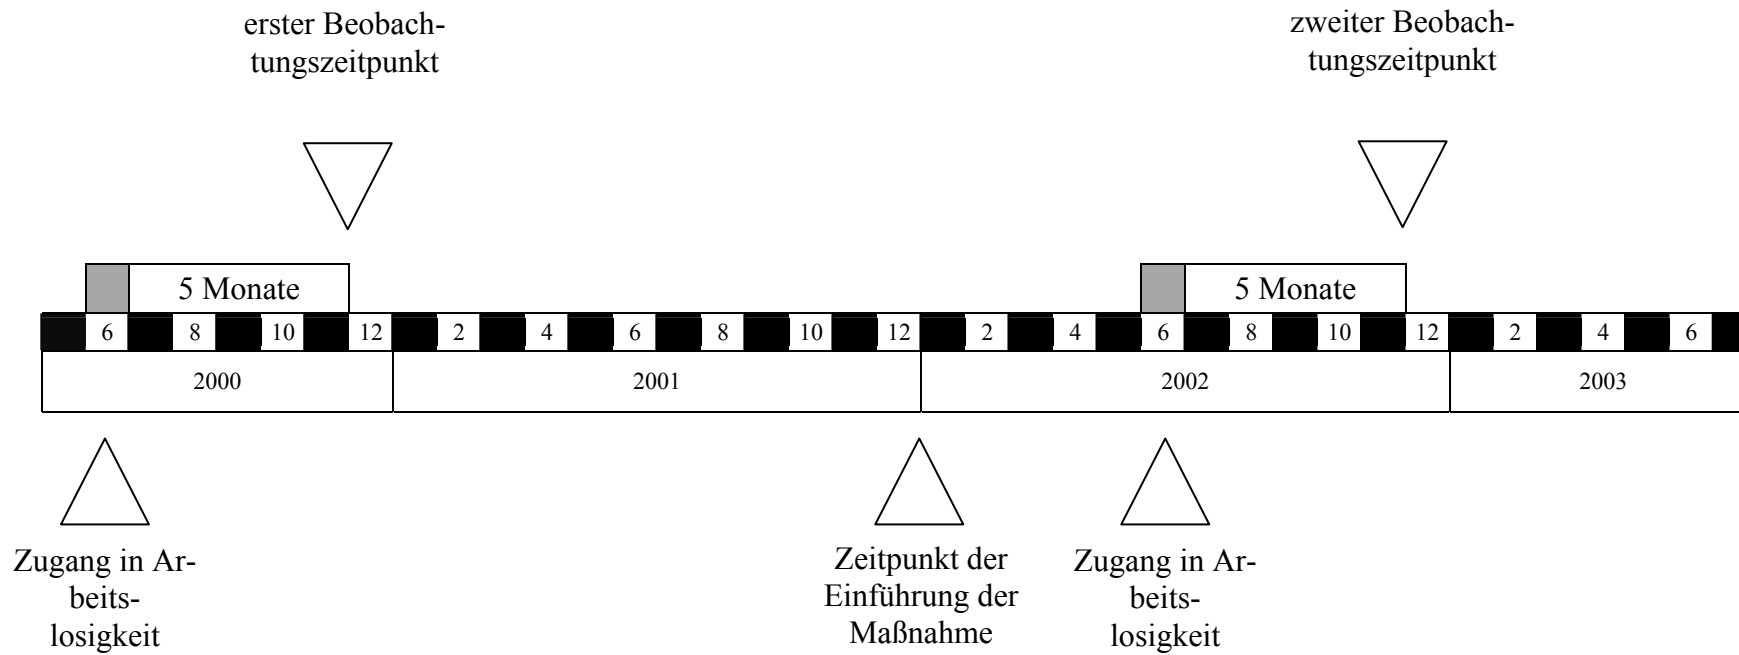 erster Beobach-
tungszeitpunkt
zweiter Beobach-
tungszeitpunkt
5 Monate
5 Monate
6 8 10 12 2 4 6 8 10 12 2 4 6 8 10 12 2 4 6
2000 2001 2002 2003
Zugang in Ar-
beits-
losigkeit
Zeitpunkt der
Einführung der
Maßnahme
Zugang in Ar-
beits-
losigkeit